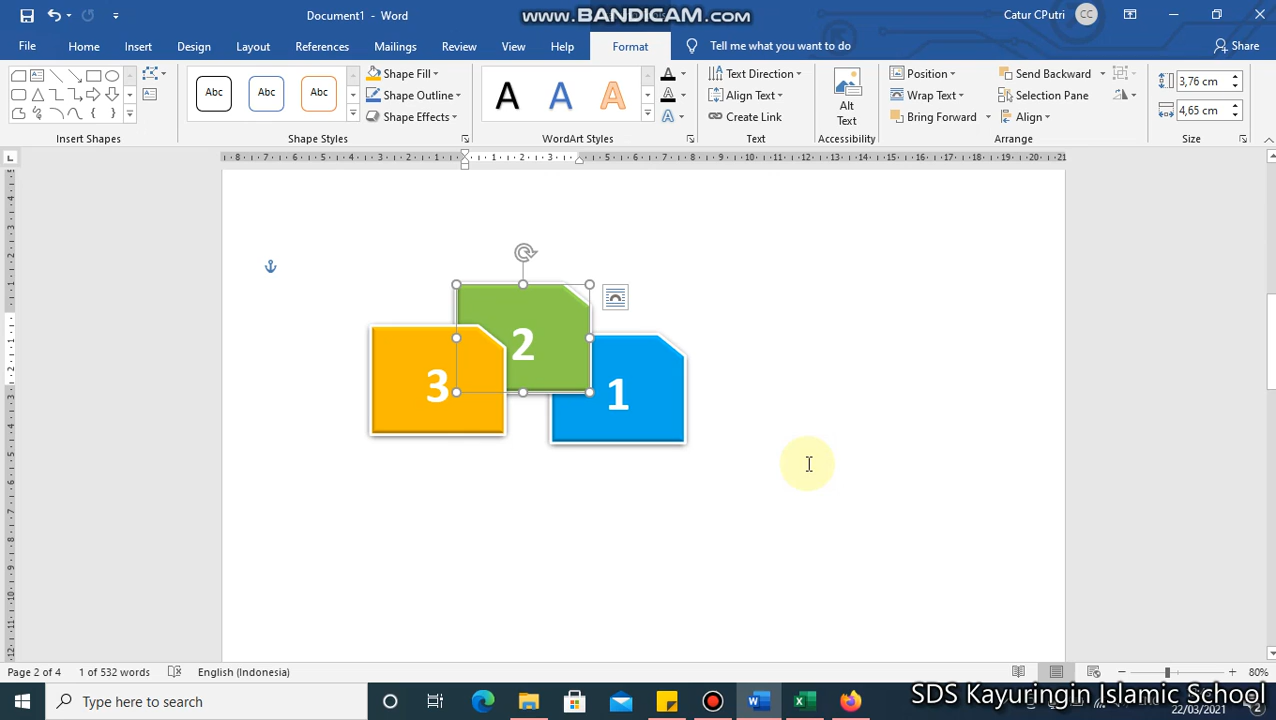 Document1 - Word
www.BANDICAM.com
Catur CPutri
CC
File
Home
Insert
Design
Layout
References
Mailings
Review
View
Help
Format
Tell me what you want to do
Share
Abc
Abc
Abc
Shape Fill
Shape Outline
Shape Effects
A
A
A
Text Direction
Align Text
Create Link
Alt
Text
Position
Wrap Text
Bring Forward
Send Backward
Selection Pane
Align
3,76 cm
4,65 cm
Insert Shapes
Shape Styles
WordArt Styles
Text
Accessibility
Arrange
Size
2
3
1
Page 2 of 4
1 of 532 words
English (Indonesia)
80%
Type here to search
SDS Kayuringin Islamic School
22/03/2021
2